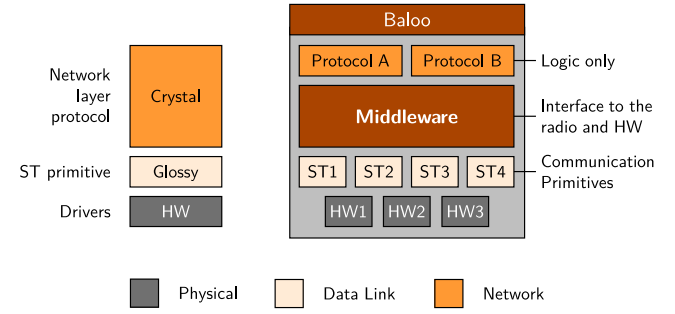 Baloo
Network
layer
protocol
Crystal
Protocol A
Protocol B
Logic only
Middleware
Interface to the
radio and HW
ST primitive
Glossy
ST1
ST2
ST3
ST4
Communication
Primitives
Drivers
HW
HW1
HW2
HW3
Physical
Data Link
Network